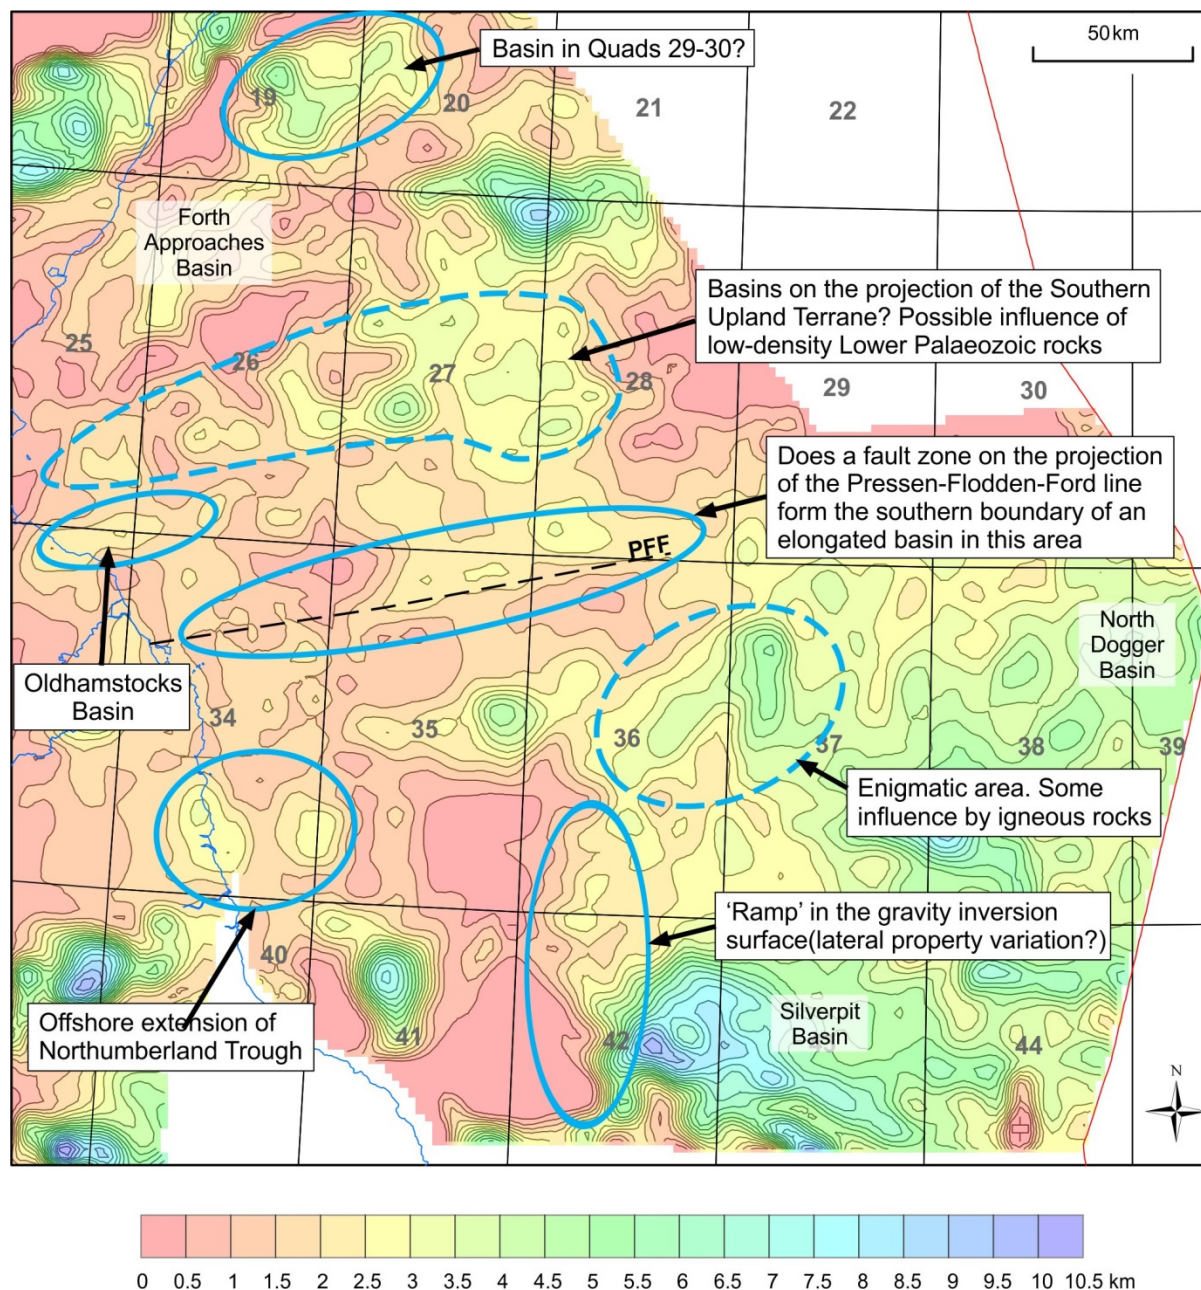 50 km
Basin in Quads 29-30?
19
20
21
22
Forth
Approaches
Basin
Basins on the projection of the Southern
Upland Terrane? Possible influence of
low-density Lower Palaeozoic rocks
25
26
27
28
29
30
Does a fault zone on the projection
of the Pressen-Flodden-Ford line
form the southern boundary of an
elongated basin in this area
PFF
North
Dogger
Basin
Oldhamstocks
Basin
34
35
36
37
38
39
Enigmatic area. Some
influence by igneous rocks
'Ramp' in the gravity inversion
surface(lateral property variation?)
40
Offshore extension of
Northumberland Trough
41
42
Silverpit
Basin
43
44
N
0 0.5 1 1.5 2 2.5 3 3.5 4 4.5 5 5.5 6 6.5 7 7.5 8 8.5 9 9.5 10 10.5 km